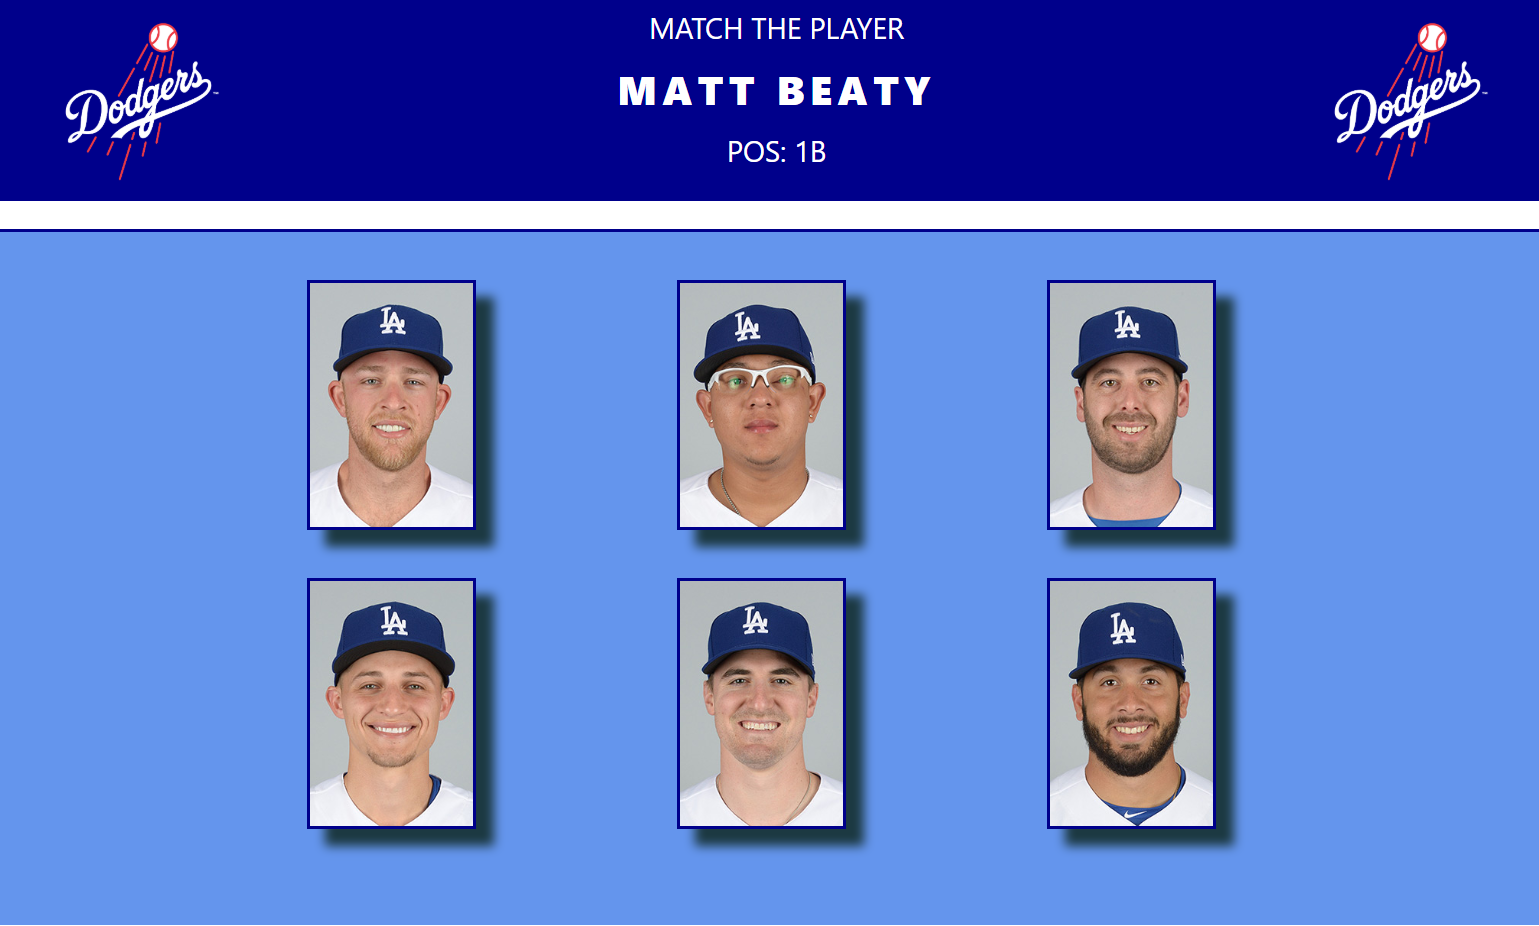 MATCH THE PLAYER
MATT BEATY
POS: 1B
Dodgers
Dodgers
LA
LA
LA
LA
LA
LA